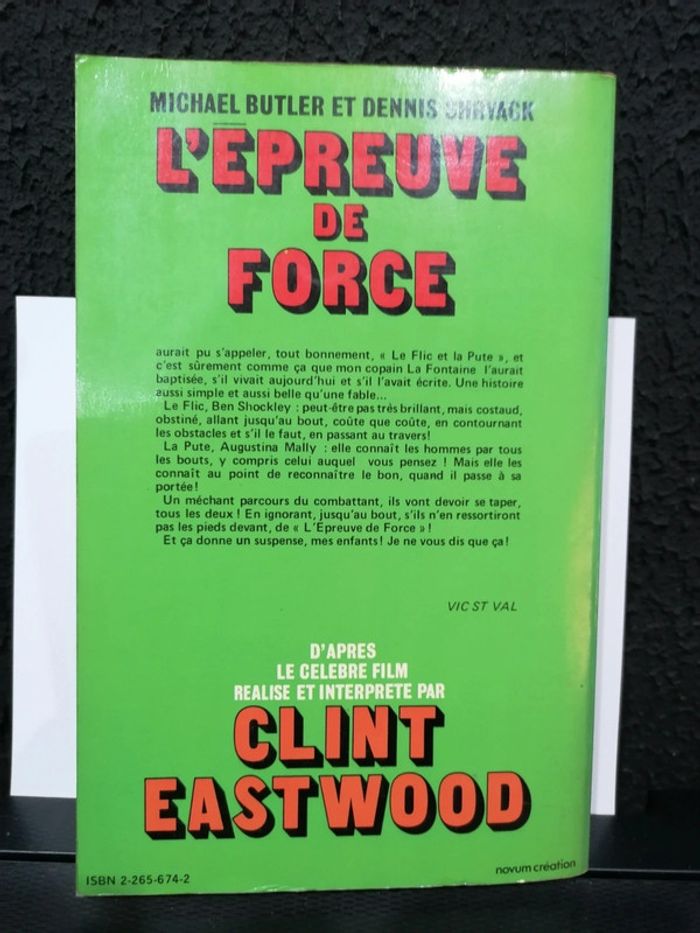 MICHAEL BUTLER ET DENNIS SHRYACK
L'ÉPREUVE
DE
FORCE
aurait pu s'appeler, tout bonnement, « Le Flic et la Pute », et
c'est sûrement comme ça que mon copain La Fontaine l'aurait
baptisée, s'il vivait aujourd'hui et s'il l'avait écrite. Une histoire
aussi simple et aussi belle qu'une fable...
Le Flic, Ben Shockley : peut-être pas très brillant, mais costaud,
obstiné, allant jusqu'au bout, coûte que coûte, en contournant
les obstacles et s'il le faut, en passant au travers!
La Pute, Augustina Mally : elle connaît les hommes par tous
les bouts, y compris celui auquel vous pensez ! Mais elle les
connaît au point de reconnaître le bon, quand il passe à sa
portée!
Un méchant parcours du combattant, ils vont devoir se taper,
tous les deux ! En ignorant, jusqu'au bout, s'ils n'en ressortiront
pas les pieds devant, de « L'Epreuve de Force » !
Et ça donne un suspense, mes enfants! Je ne vous dis que ça!
VIC ST VAL
D'APRES
LE CELEBRE FILM
REALISE ET INTERPRETE PAR
CLINT
EASTWOOD
ISBN 2-265-674-2
novum création